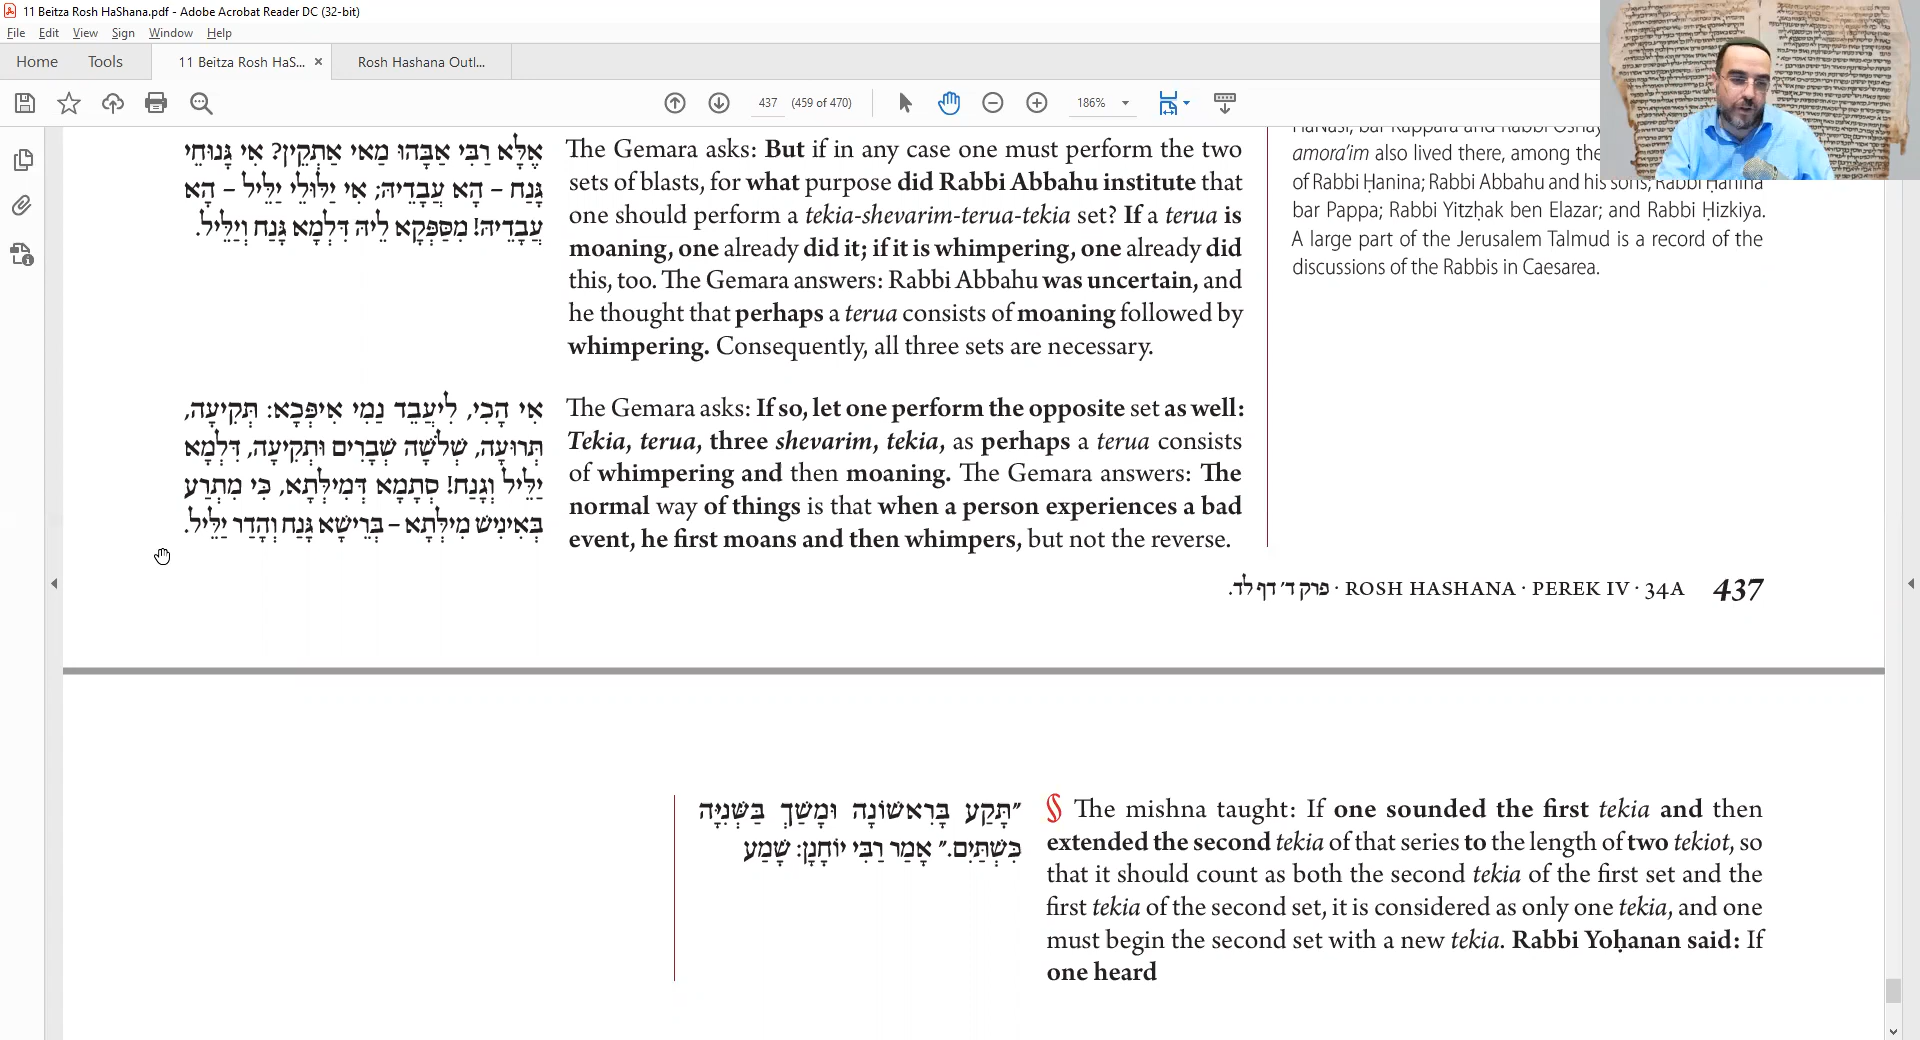 11 Beitza Rosh HaShana.pdf - Adobe Acrobat Reader DC (32-bit)
File Edit View Sign Window Help
Home Tools 11 Beitza Rosh HaS... × Rosh Hashana Outl...
437 (459 of 470) 186%
אֶלָּא רַבִּי אַבָּהוּ מַאי אַתְקֵין? אִי גַּנּוּחֵי
גַּנַּח – הָא עֲבָדֵיהּ; אִי יַלּוֹלֵי יַלֵּיל – הָא
עֲבָדֵיהּ! מְסַפְּקָא לֵיהּ דִּלְמָא גַּנַּח וְיַלֵּיל.
The Gemara asks: But if in any case one must perform the two
sets of blasts, for what purpose did Rabbi Abbahu institute that
one should perform a tekia-shevarim-terua-tekia set? If a terua is
moaning, one already did it; if it is whimpering, one already did
this, too. The Gemara answers: Rabbi Abbahu was uncertain, and
he thought that perhaps a terua consists of moaning followed by
whimpering. Consequently, all three sets are necessary.
אִי הָכִי, לִיעֲבֵד נַמִי אִיפְּכָא: תְּקִיעָה,
תְּרוּעָה, שְׁלֹשָׁה שְׁבָרִים וּתְקִיעָה, דִּלְמָא
יַלֵּיל וְגַנַּח! סְתָמָא דְּמִילְּתָא, כִּי מִתְרַע
בְּאִינִישׁ מִילְּתָא – בְּרֵישָׁא גַּנַּח וַהֲדַר יַלֵּיל.
The Gemara asks: If so, let one perform the opposite set as well:
Tekia, terua, three shevarim, tekia, as perhaps a terua consists
of whimpering and then moaning. The Gemara answers: The
normal way of things is that when a person experiences a bad
event, he first moans and then whimpers, but not the reverse.
HaNasi, bar Kappara and Rabbi
amora'im also lived there, among the
of Rabbi Ḥanina; Rabbi Abbahu and his sons; Rabbi Ḥanina
bar Pappa; Rabbi Yitzḥak ben Elazar; and Rabbi Ḥizkiya.
A large part of the Jerusalem Talmud is a record of the
discussions of the Rabbis in Caesarea.
פרק ד׳ דף לד. · ROSH HASHANA · PEREK IV · 34A 437
״תָּקַע בָּרִאשׁוֹנָה וּמָשַׁךְ בַּשְּׁנִיָּה
כִּשְׁתַּיִם.״ אָמַר רַבִּי יוֹחָנָן: שָׁמַע
§ The mishna taught: If one sounded the first tekia and then
extended the second tekia of that series to the length of two tekiot, so
that it should count as both the second tekia of the first set and the
first tekia of the second set, it is considered as only one tekia, and one
must begin the second set with a new tekia. Rabbi Yoḥanan said: If
one heard